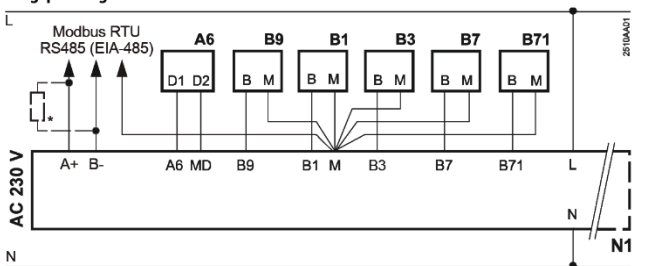 L
Modbus RTU
RS485 (EIA-485)
A6 B9 B1 B3 B7 B71
D1 D2 B M B M B M B M B M
*
A+ B- A6 MD B9 B1 M B3 B7 B71 L
AC 230 V
N
N1
N
2510AA01